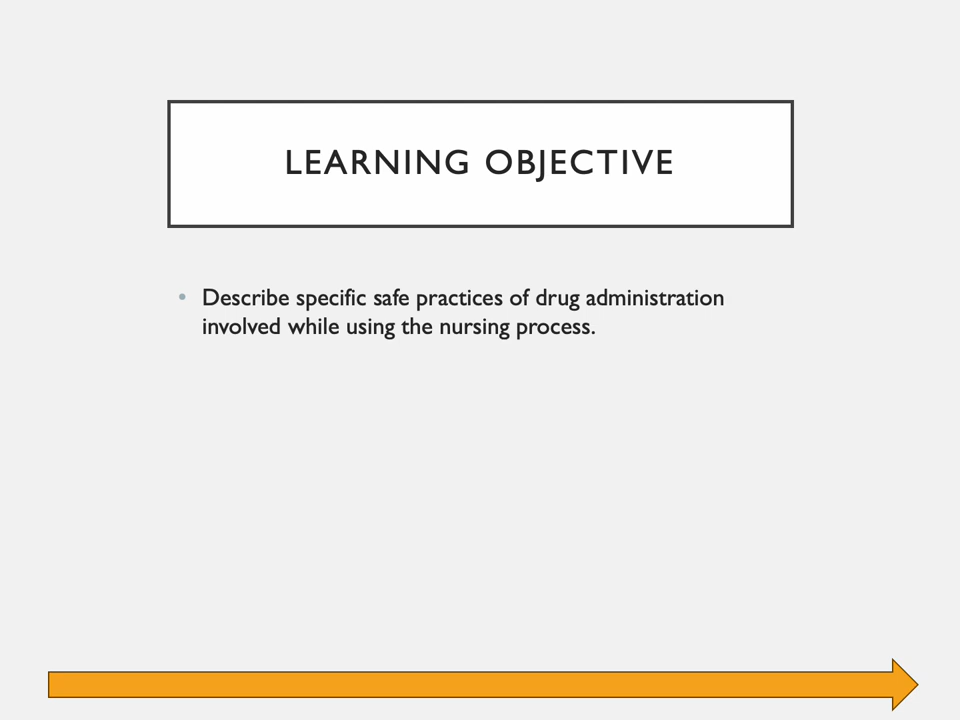 LEARNING OBJECTIVE
• Describe specific safe practices of drug administration
involved while using the nursing process.